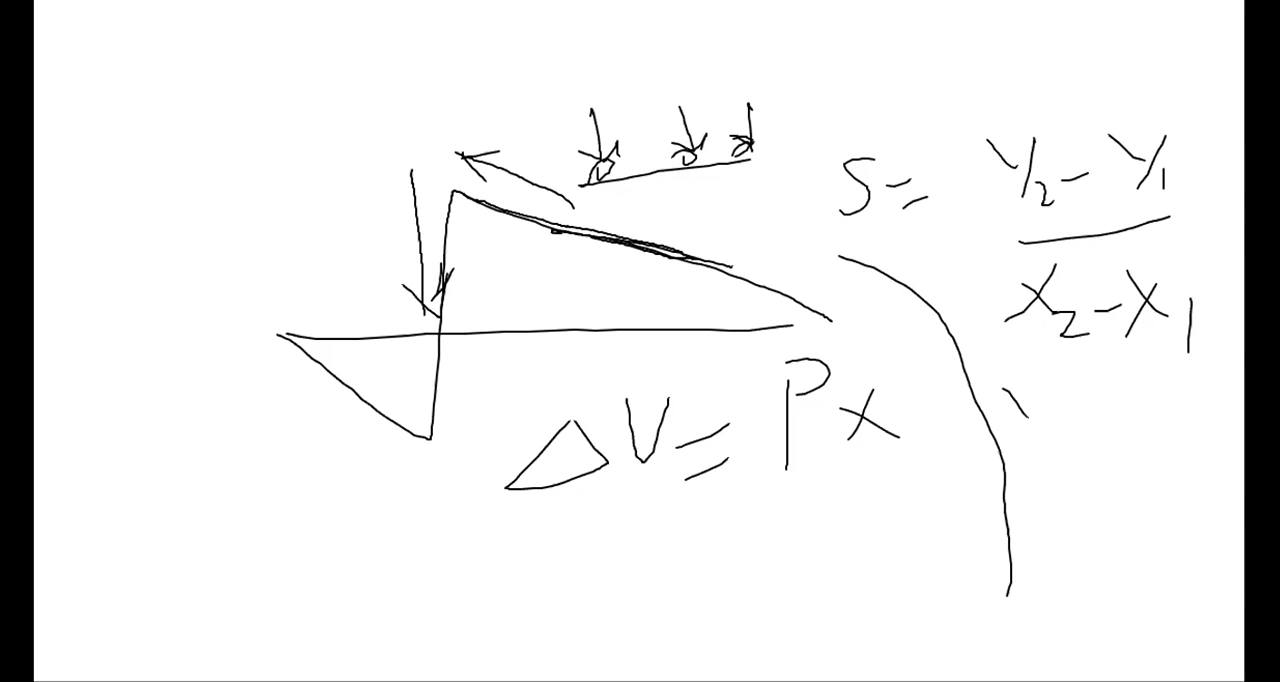 S = Y2 - Y1
X2 - X1
ΔV = Px